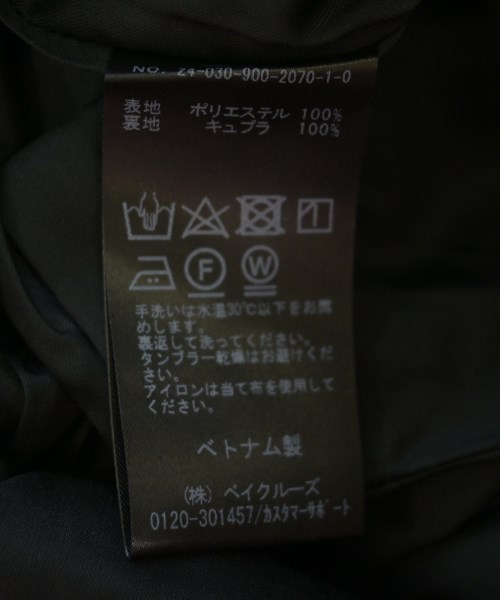 NO. 24-030-900-2070-1-0
表地 ポリエステル 100%
裏地 キュプラ 100%
F W
手洗いは水温30℃以下をお薦
めします。
裏返して洗ってください。
タンブラー乾燥はお避けくだ
さい。
アイロンは当て布を使用して
ください。
ベトナム製
(株) ベイクルーズ
0120-301457/カスタマーサポート